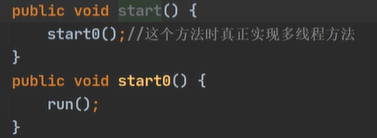 public void start() {
start0();//这个方法时真正实现多线程方法
}
public void start0() {
run();
}